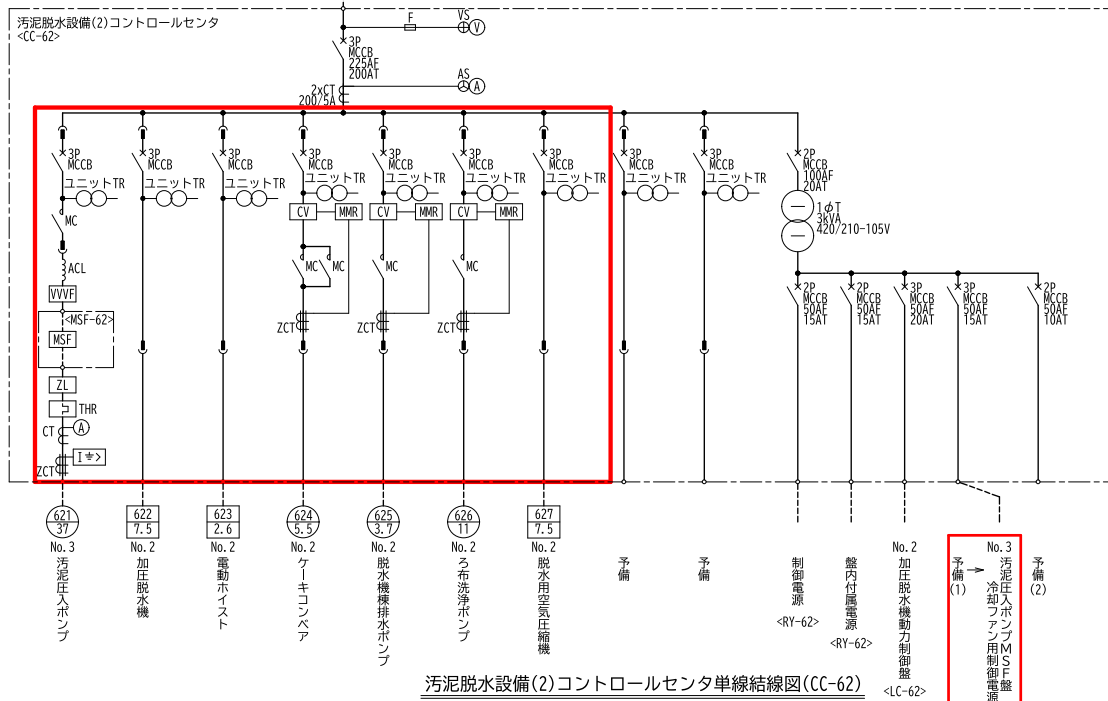 汚泥脱水設備(2)コントロールセンタ
<CC-62>
F
VS
V
3P
MCCB
225AF
200AT
AS
A
2xCT
200/5A
3P
MCCB
ユニットTR
MC
ACL
VVVF
<MSF-62>
MSF
ZL
THR
CT
A
I⏚>
ZCT
3P
MCCB
ユニットTR
3P
MCCB
ユニットTR
3P
MCCB
ユニットTR
CV
MMR
MC
MC
ZCT
3P
MCCB
ユニットTR
CV
MMR
MC
ZCT
3P
MCCB
ユニットTR
CV
MMR
MC
ZCT
3P
MCCB
ユニットTR
3P
MCCB
ユニットTR
3P
MCCB
ユニットTR
2P
MCCB
100AF
20AT
1φT
3kVA
420/210-105V
2P
MCCB
50AF
15AT
2P
MCCB
50AF
15AT
3P
MCCB
50AF
20AT
3P
MCCB
50AF
15AT
2P
MCCB
50AF
10AT
621
37
No.3
汚泥圧入ポンプ
622
7.5
No.2
加圧脱水機
623
2.6
No.2
電動ホイスト
624
5.5
No.2
ケーキコンベア
625
3.7
No.2
脱水機棟排水ポンプ
626
11
No.2
ろ布洗浄ポンプ
627
7.5
No.2
脱水用空気圧縮機
予備
予備
制御電源
<RY-62>
盤内付属電源
<RY-62>
No.2
加圧脱水機動力制御盤
<LC-62>
予備
(1)
→
No.3
汚泥圧入ポンプMSF盤
冷却ファン用制御電源
予備
(2)
汚泥脱水設備(2)コントロールセンタ単線結線図(CC-62)